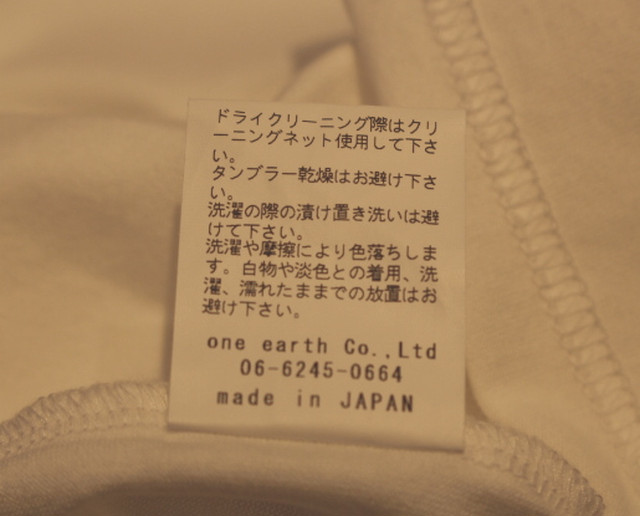 ドライクリーニング際はクリ
ーニングネット使用して下さ
い。
タンブラー乾燥はお避け下さ
い。
洗濯の際の漬け置き洗いは避
けて下さい。
洗濯や摩擦により色落ちしま
す。白物や淡色との着用、洗
濯、濡れたままでの放置はお
避け下さい。
one earth Co.,Ltd
06-6245-0664
made in JAPAN